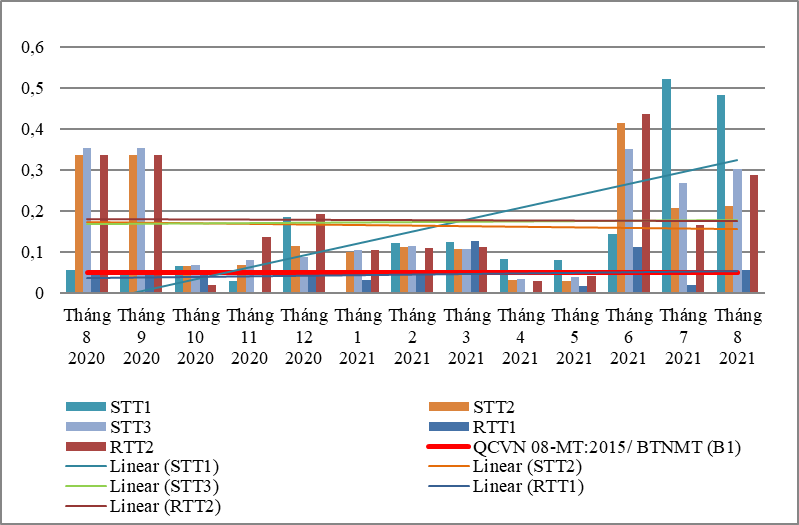 0,6
0,5
0,4
0,3
0,2
0,1
0
Tháng Tháng Tháng Tháng Tháng Tháng Tháng Tháng Tháng Tháng Tháng Tháng Tháng
8 9 10 11 12 1 2 3 4 5 6 7 8
2020 2020 2020 2020 2020 2021 2021 2021 2021 2021 2021 2021 2021
STT1 STT2
STT3 RTT1
RTT2 QCVN 08-MT:2015/ BTNMT (B1)
Linear (STT1) Linear (STT2)
Linear (STT3) Linear (RTT1)
Linear (RTT2)